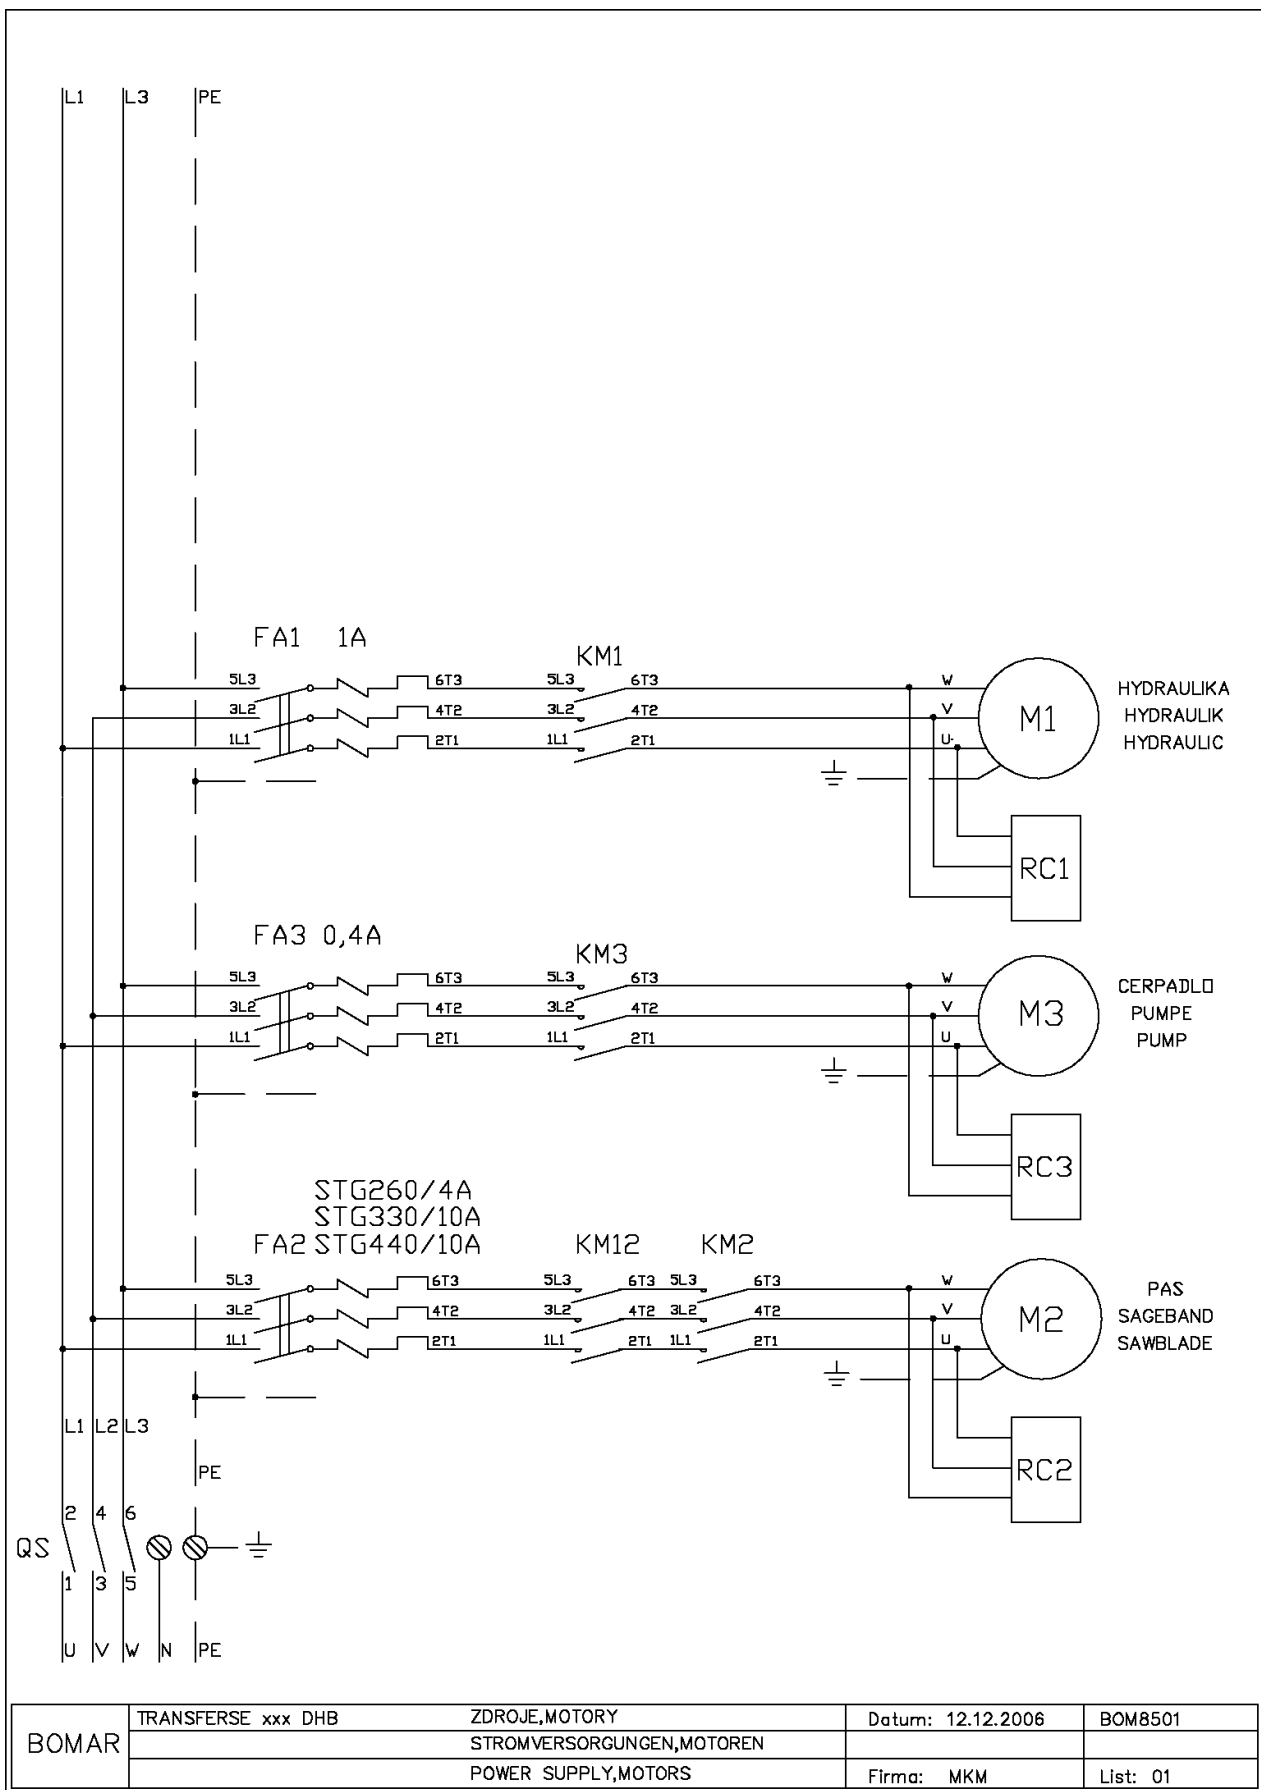 L1 L3 PE
FA1 1A
KM1
5L3 6T3 5L3 6T3 W
3L2 4T2 3L2 4T2 V
1L1 2T1 1L1 2T1 U
M1
HYDRAULIKA
HYDRAULIK
HYDRAULIC
RC1
FA3 0,4A
KM3
5L3 6T3 5L3 6T3 W
3L2 4T2 3L2 4T2 V
1L1 2T1 1L1 2T1 U
M3
CERPADLO
PUMPE
PUMP
RC3
STG260/4A
STG330/10A
FA2 STG440/10A KM12 KM2
5L3 6T3 5L3 6T3 5L3 6T3 W
3L2 4T2 3L2 4T2 3L2 4T2 V
1L1 2T1 1L1 2T1 1L1 2T1 U
M2
PAS
SAGEBAND
SAWBLADE
RC2
L1 L2 L3
PE
2 4 6
QS
1 3 5
U V W N PE
BOMAR
TRANSFERSE xxx DHB
ZDROJE,MOTORY
STROMVERSORGUNGEN,MOTOREN
POWER SUPPLY,MOTORS
Datum: 12.12.2006
Firma: MKM
BOM8501
List: 01